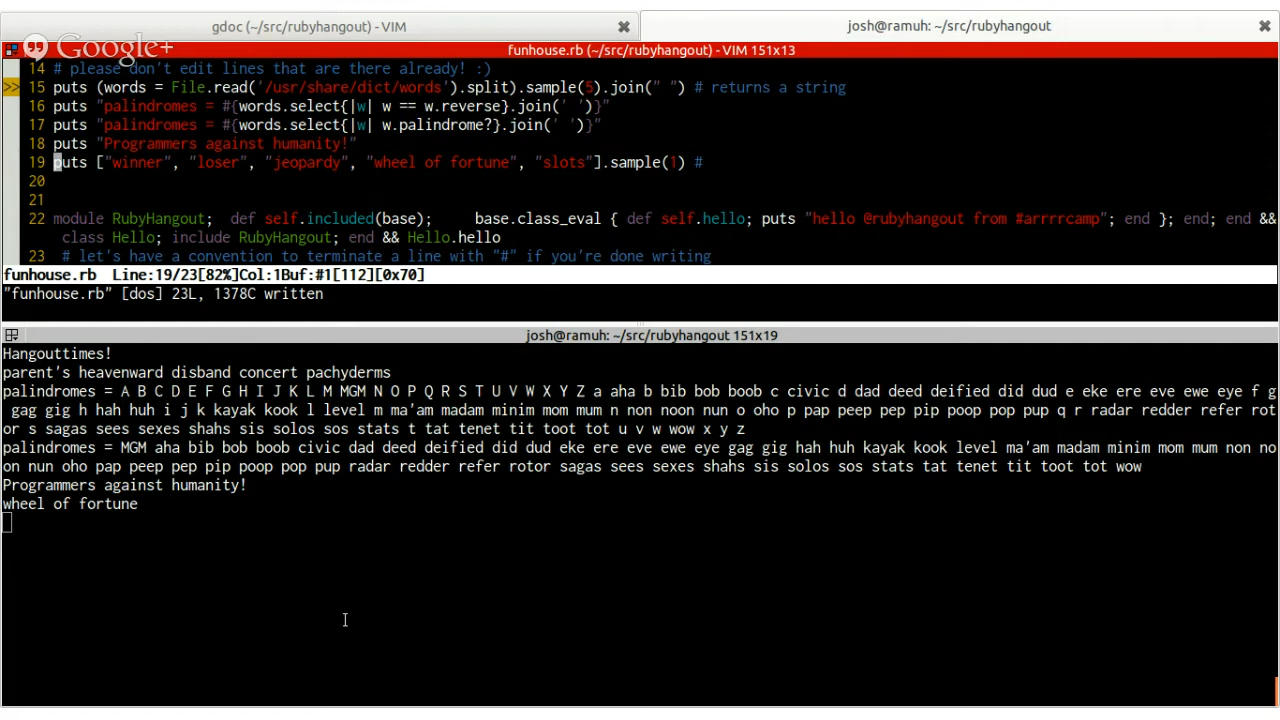 gdoc (~/src/rubyhangout) - VIM
josh@ramuh: ~/src/rubyhangout
Google+
funhouse.rb (~/src/rubyhangout) - VIM 151x13
14 # please don't edit lines that are there already! :)
>> 15 puts (words = File.read('/usr/share/dict/words').split).sample(5).join(" ") # returns a string
16 puts "palindromes = #{words.select{|w| w == w.reverse}.join(' ')}"
17 puts "palindromes = #{words.select{|w| w.palindrome?}.join(' ')}"
18 puts "Programmers against humanity!"
19 puts ["winner", "loser", "jeopardy", "wheel of fortune", "slots"].sample(1) #
20
21
22 module RubyHangout;  def self.included(base);     base.class_eval { def self.hello; puts "hello @rubyhangout from #arrrrcamp"; end }; end; end &&
class Hello; include RubyHangout; end && Hello.hello
23  # let's have a convention to terminate a line with "#" if you're done writing
funhouse.rb  Line:19/23[82%]Col:1Buf:#1[112][0x70]
"funhouse.rb" [dos] 23L, 1378C written
josh@ramuh: ~/src/rubyhangout 151x19
Hangouttimes!
parent's heavenward disband concert pachyderms
palindromes = A B C D E F G H I J K L M MGM N O P Q R S T U V W X Y Z a aha b bib bob boob c civic d dad deed deified did dud e eke ere eve ewe eye f g
gag gig h hah huh i j k kayak kook l level m ma'am madam minim mom mum n non noon nun o oho p pap peep pep pip poop pop pup q r radar redder refer rot
or s sagas sees sexes shahs sis solos sos stats t tat tenet tit toot tot u v w wow x y z
palindromes = MGM aha bib bob boob civic dad deed deified did dud eke ere eve ewe eye gag gig hah huh kayak kook level ma'am madam minim mom mum non no
on nun oho pap peep pep pip poop pop pup radar redder refer rotor sagas sees sexes shahs sis solos sos stats tat tenet tit toot tot wow
Programmers against humanity!
wheel of fortune